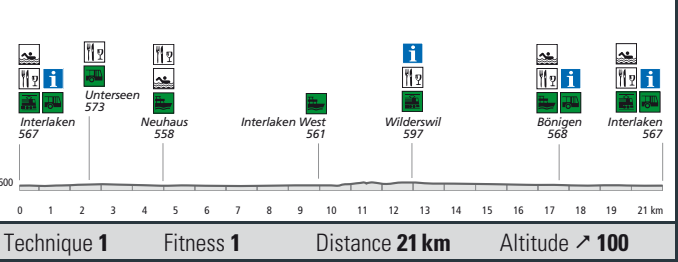 i
i
i
i
Interlaken
567
Unterseen
573
Neuhaus
558
Interlaken West
561
Wilderswil
597
Bönigen
568
Interlaken
567
500
0 1 2 3 4 5 6 7 8 9 10 11 12 13 14 15 16 17 18 19 21 km
Technique 1 Fitness 1 Distance 21 km Altitude ↗ 100